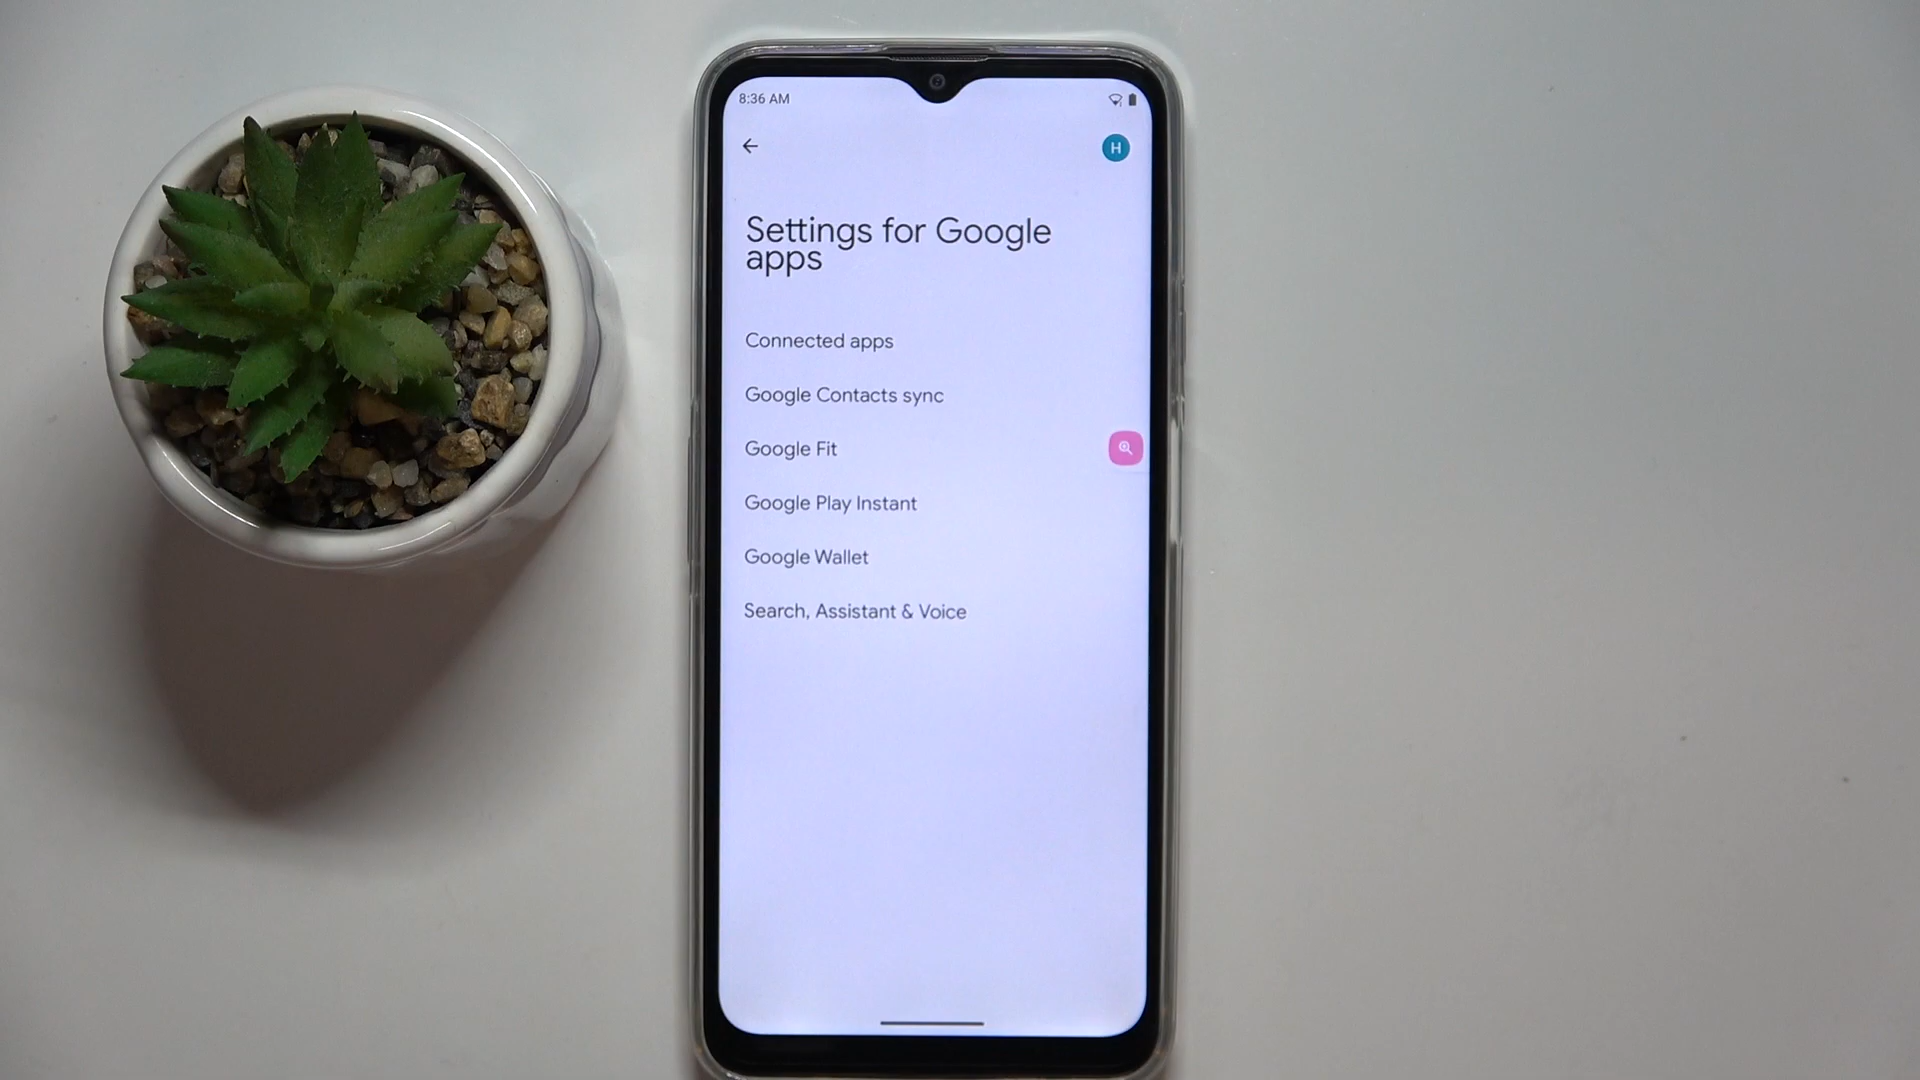 8:36 AM
H
Settings for Google
apps
Connected apps
Google Contacts sync
Google Fit
Google Play Instant
Google Wallet
Search, Assistant & Voice